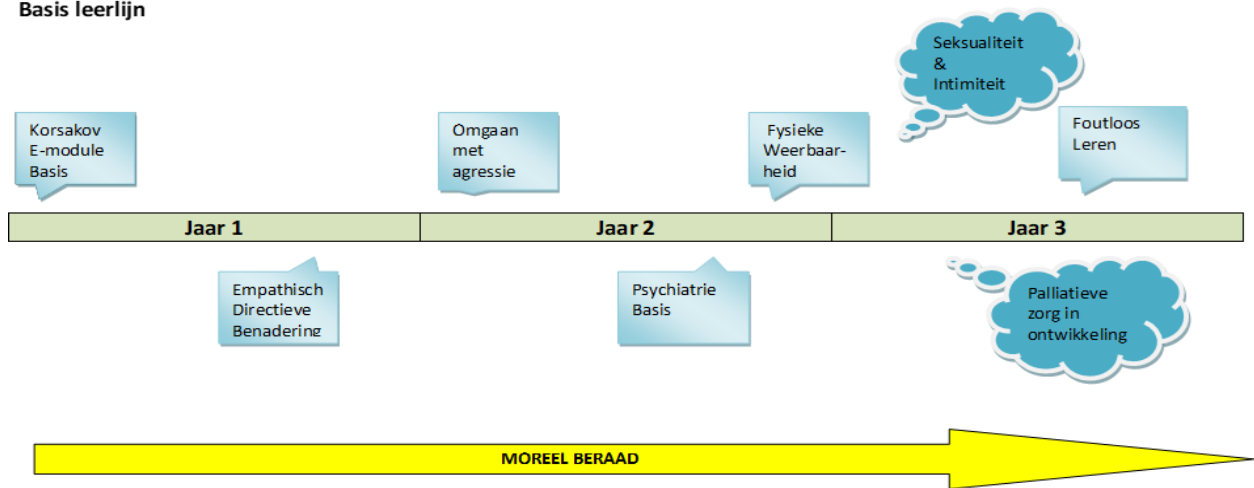 Basis leerlijn
Seksualiteit
&
Intimiteit
Korsakov
E-module
Basis
Omgaan
met
agressie
Fysieke
Weerbaar-
heid
Foutloos
Leren
Jaar 1
Jaar 2
Jaar 3
Empathisch
Directieve
Benadering
Psychiatrie
Basis
Palliatieve
zorg in
ontwikkeling
MOREEL BERAAD